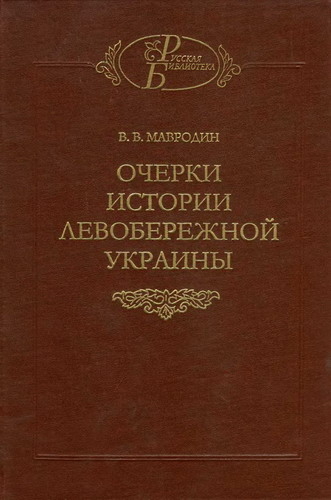 Русская
Библиотека
В. В. МАВРОДИН
ОЧЕРКИ
ИСТОРИИ
ЛЕВОБЕРЕЖНОЙ
УКРАИНЫ